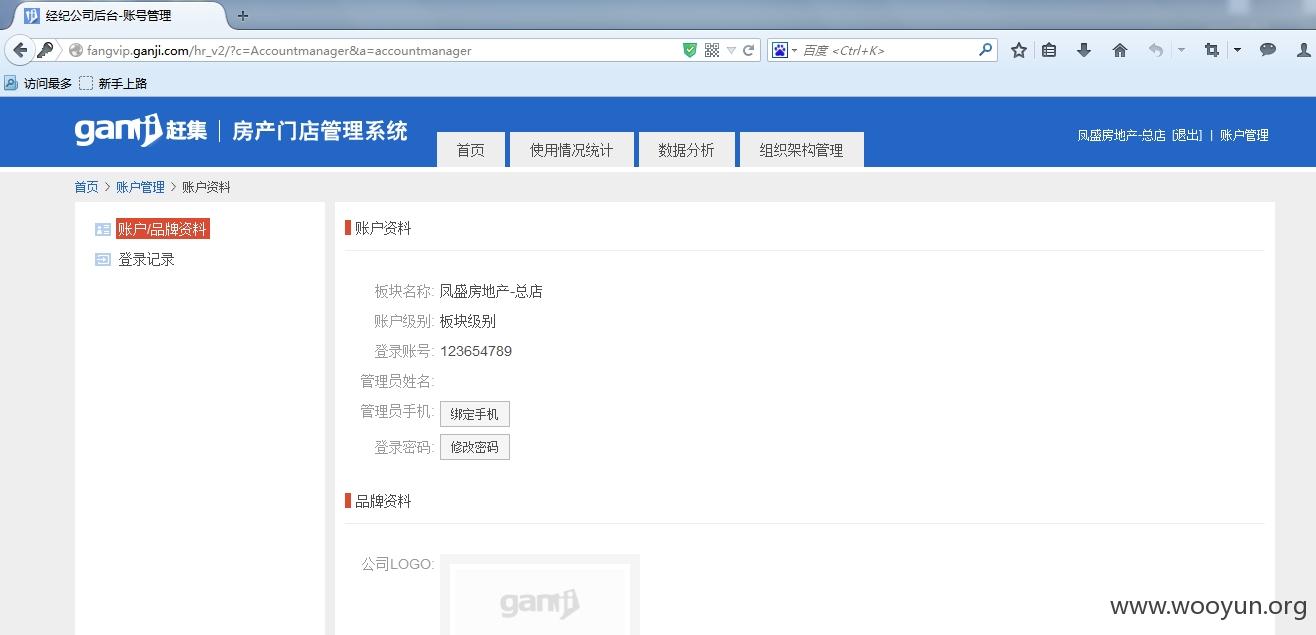 经纪公司后台-账号管理
fangvip.ganji.com/hr_v2/?c=Accountmanager&a=accountmanager
百度 <Ctrl+K>
访问最多 新手上路
ganji赶集 房产门店管理系统
首页 使用情况统计 数据分析 组织架构管理
凤盛房地产-总店 [退出] | 账户管理
首页 > 账户管理 > 账户资料
账户/品牌资料
登录记录
账户资料
板块名称: 凤盛房地产-总店
账户级别: 板块级别
登录账号: 123654789
管理员姓名:
管理员手机: 绑定手机
登录密码: 修改密码
品牌资料
公司LOGO:
ganji
www.wooyun.org